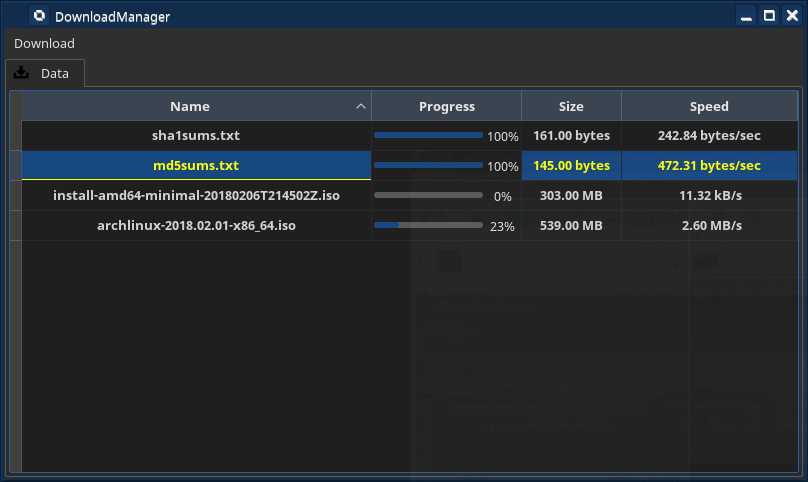 DownloadManager
Download
Data
Name Progress Size Speed
sha1sums.txt 100% 161.00 bytes 242.84 bytes/sec
md5sums.txt 100% 145.00 bytes 472.31 bytes/sec
install-amd64-minimal-20180206T214502Z.iso 0% 303.00 MB 11.32 kB/s
archlinux-2018.02.01-x86_64.iso 23% 539.00 MB 2.60 MB/s